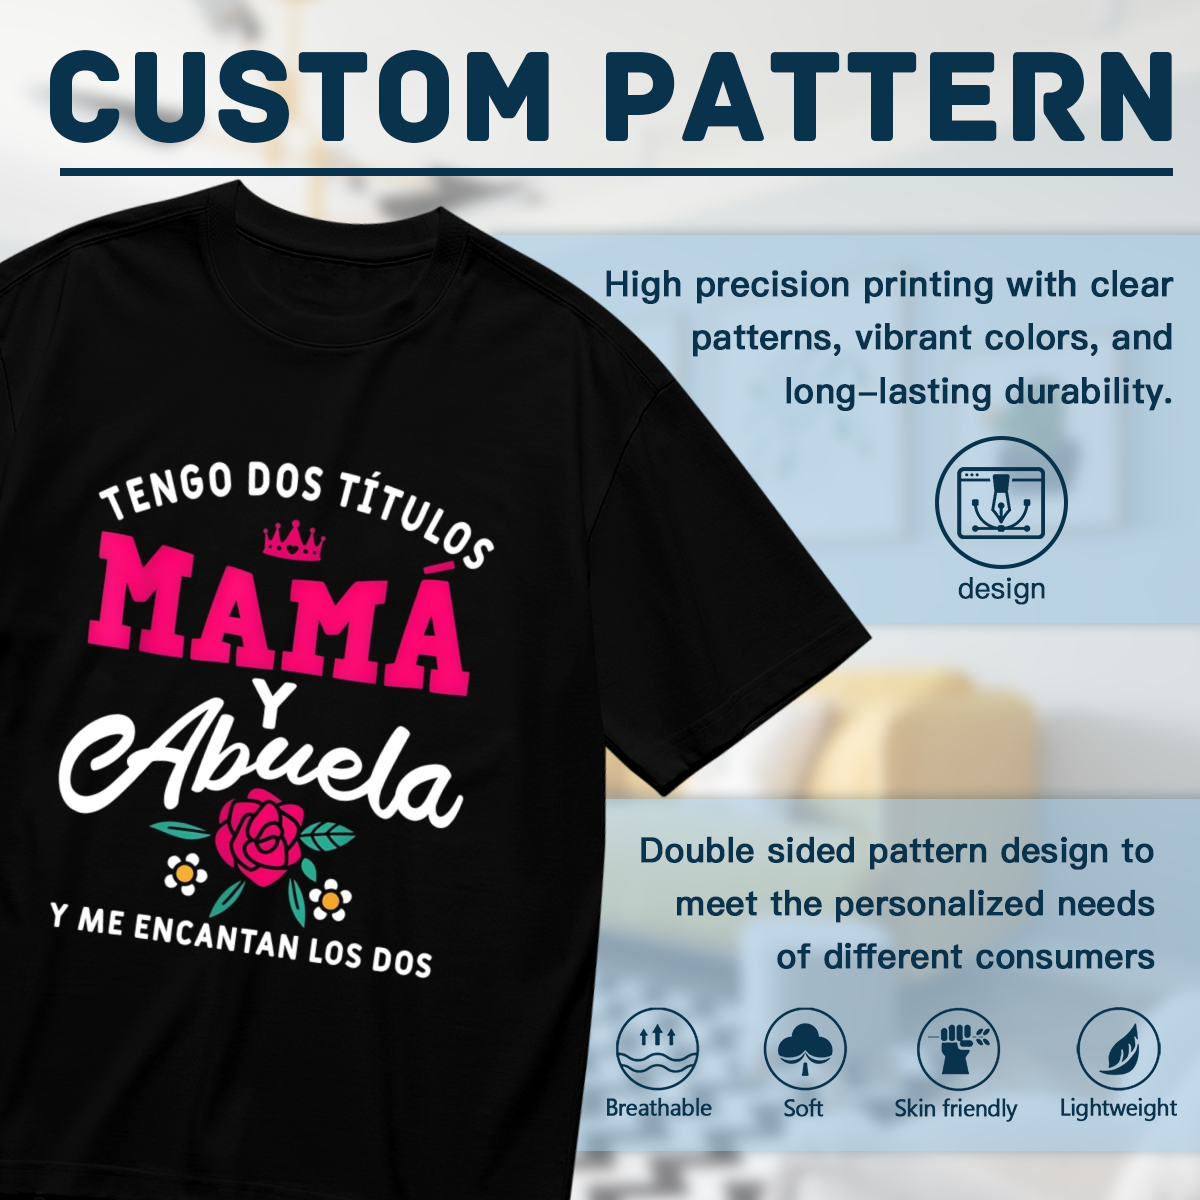 CUSTOM PATTERN
High precision printing with clear
patterns, vibrant colors, and
long-lasting durability.
design
TENGO DOS TÍTULOS
MAMÁ
Y
Abuela
Y ME ENCANTAN LOS DOS
Double sided pattern design to
meet the personalized needs
of different consumers
Breathable
Soft
Skin friendly
Lightweight